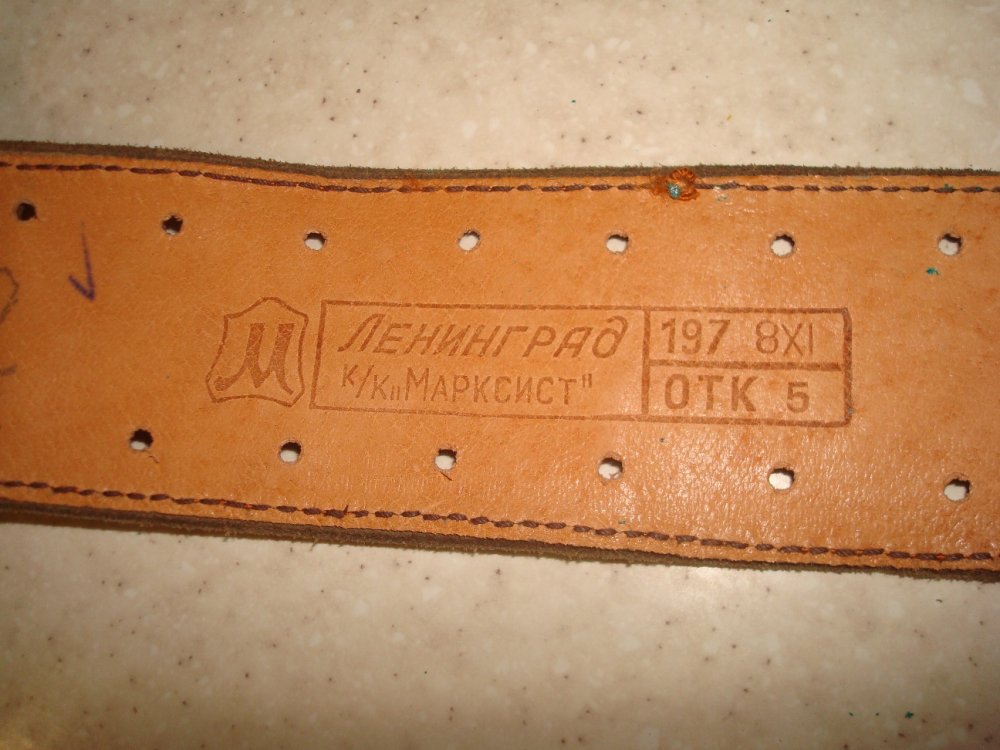 М
Ленинград
к/к „Марксист"
197 8XI
ОТК 5